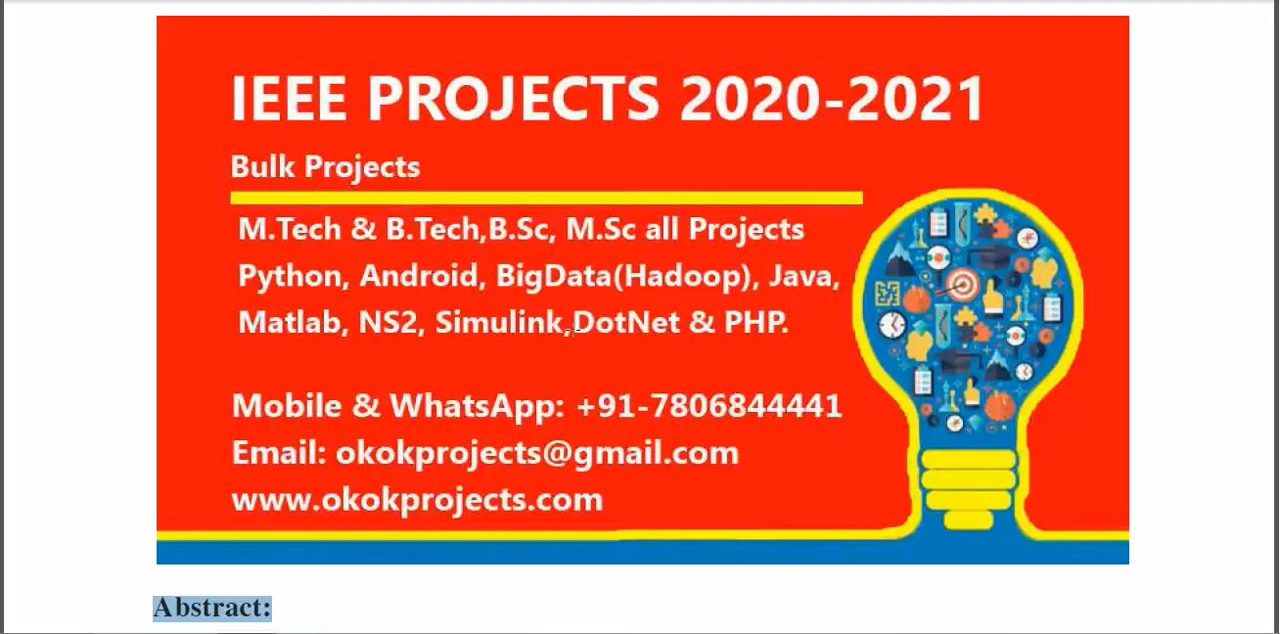 IEEE PROJECTS 2020-2021
Bulk Projects
M.Tech & B.Tech,B.Sc, M.Sc all Projects
Python, Android, BigData(Hadoop), Java,
Matlab, NS2, Simulink,DotNet & PHP.
Mobile & WhatsApp: +91-7806844441
Email: okokprojects@gmail.com
www.okokprojects.com
Abstract: